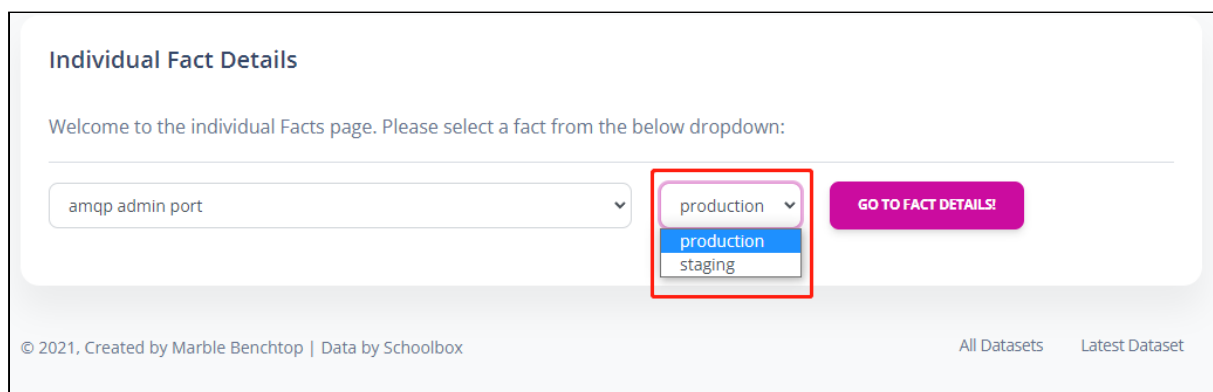 Individual Fact Details
Welcome to the individual Facts page. Please select a fact from the below dropdown:
amqp admin port
production
GO TO FACT DETAILS!
production
staging
© 2021, Created by Marble Benchtop | Data by Schoolbox
All Datasets
Latest Dataset